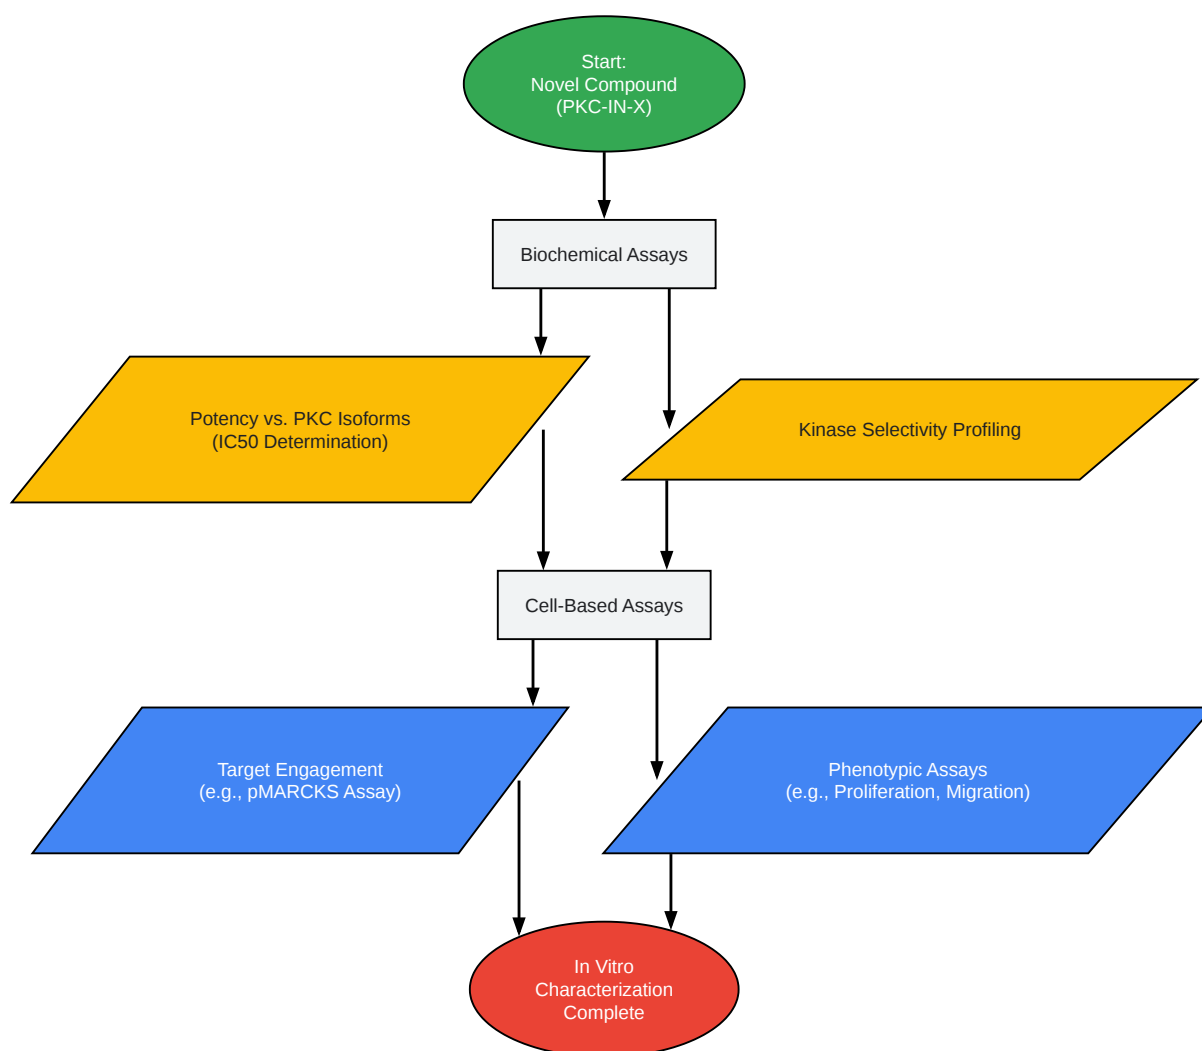 Start:
Novel Compound
(PKC-IN-X)
Biochemical Assays
Potency vs. PKC Isoforms
(IC50 Determination)
Kinase Selectivity Profiling
Cell-Based Assays
Target Engagement
(e.g., pMARCKS Assay)
Phenotypic Assays
(e.g., Proliferation, Migration)
In Vitro
Characterization
Complete